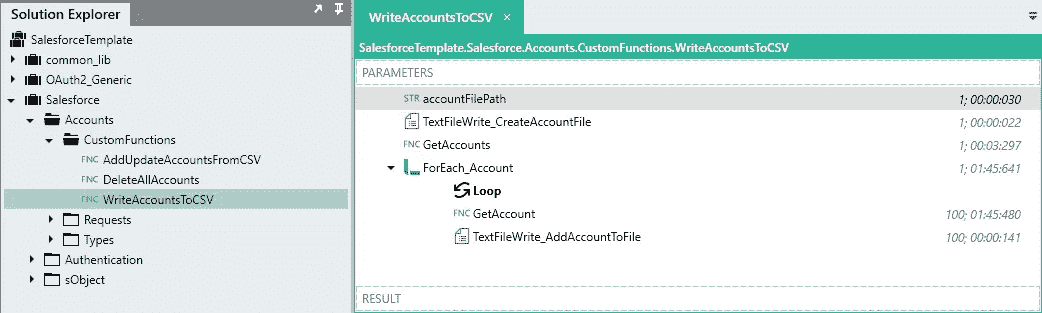 Solution Explorer
SalesforceTemplate
common_lib
OAuth2_Generic
Salesforce
Accounts
CustomFunctions
FNC AddUpdateAccountsFromCSV
FNC DeleteAllAccounts
FNC WriteAccountsToCSV
Requests
Types
Authentication
sObject
WriteAccountsToCSV ×
SalesforceTemplate.Salesforce.Accounts.CustomFunctions.WriteAccountsToCSV
PARAMETERS
STR accountFilePath 1; 00:00:030
TextFileWrite_CreateAccountFile 1; 00:00:022
FNC GetAccounts 1; 00:03:297
ForEach_Account 1; 01:45:641
Loop
FNC GetAccount 100; 01:45:480
TextFileWrite_AddAccountToFile 100; 00:00:141
RESULT